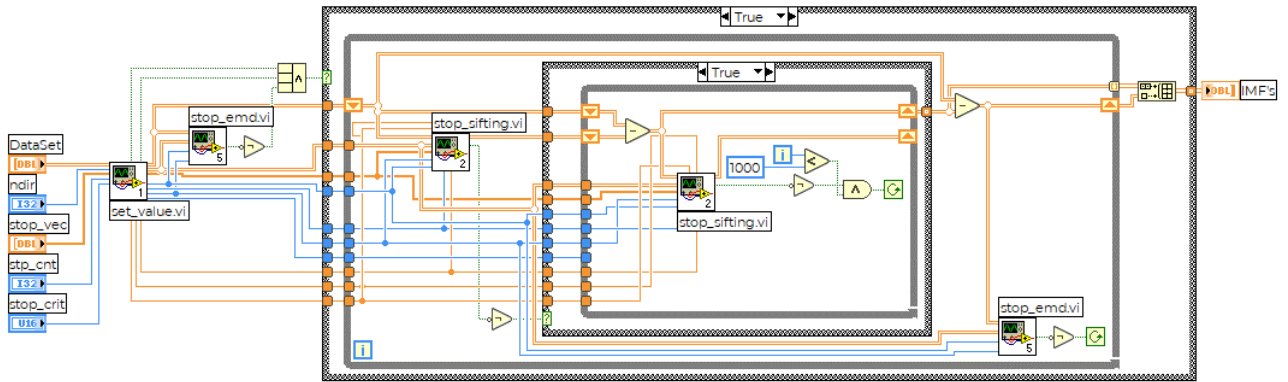 True
True
stop_emd.vi
5
stop_sifting.vi
2
DBL
IMF's
DataSet
DBL
ndir
I32
1
set_value.vi
stop_vec
DBL
stp_cnt
I32
stop_crit
U16
i
1000
<
2
stop_sifting.vi
stop_emd.vi
5
i
?
?